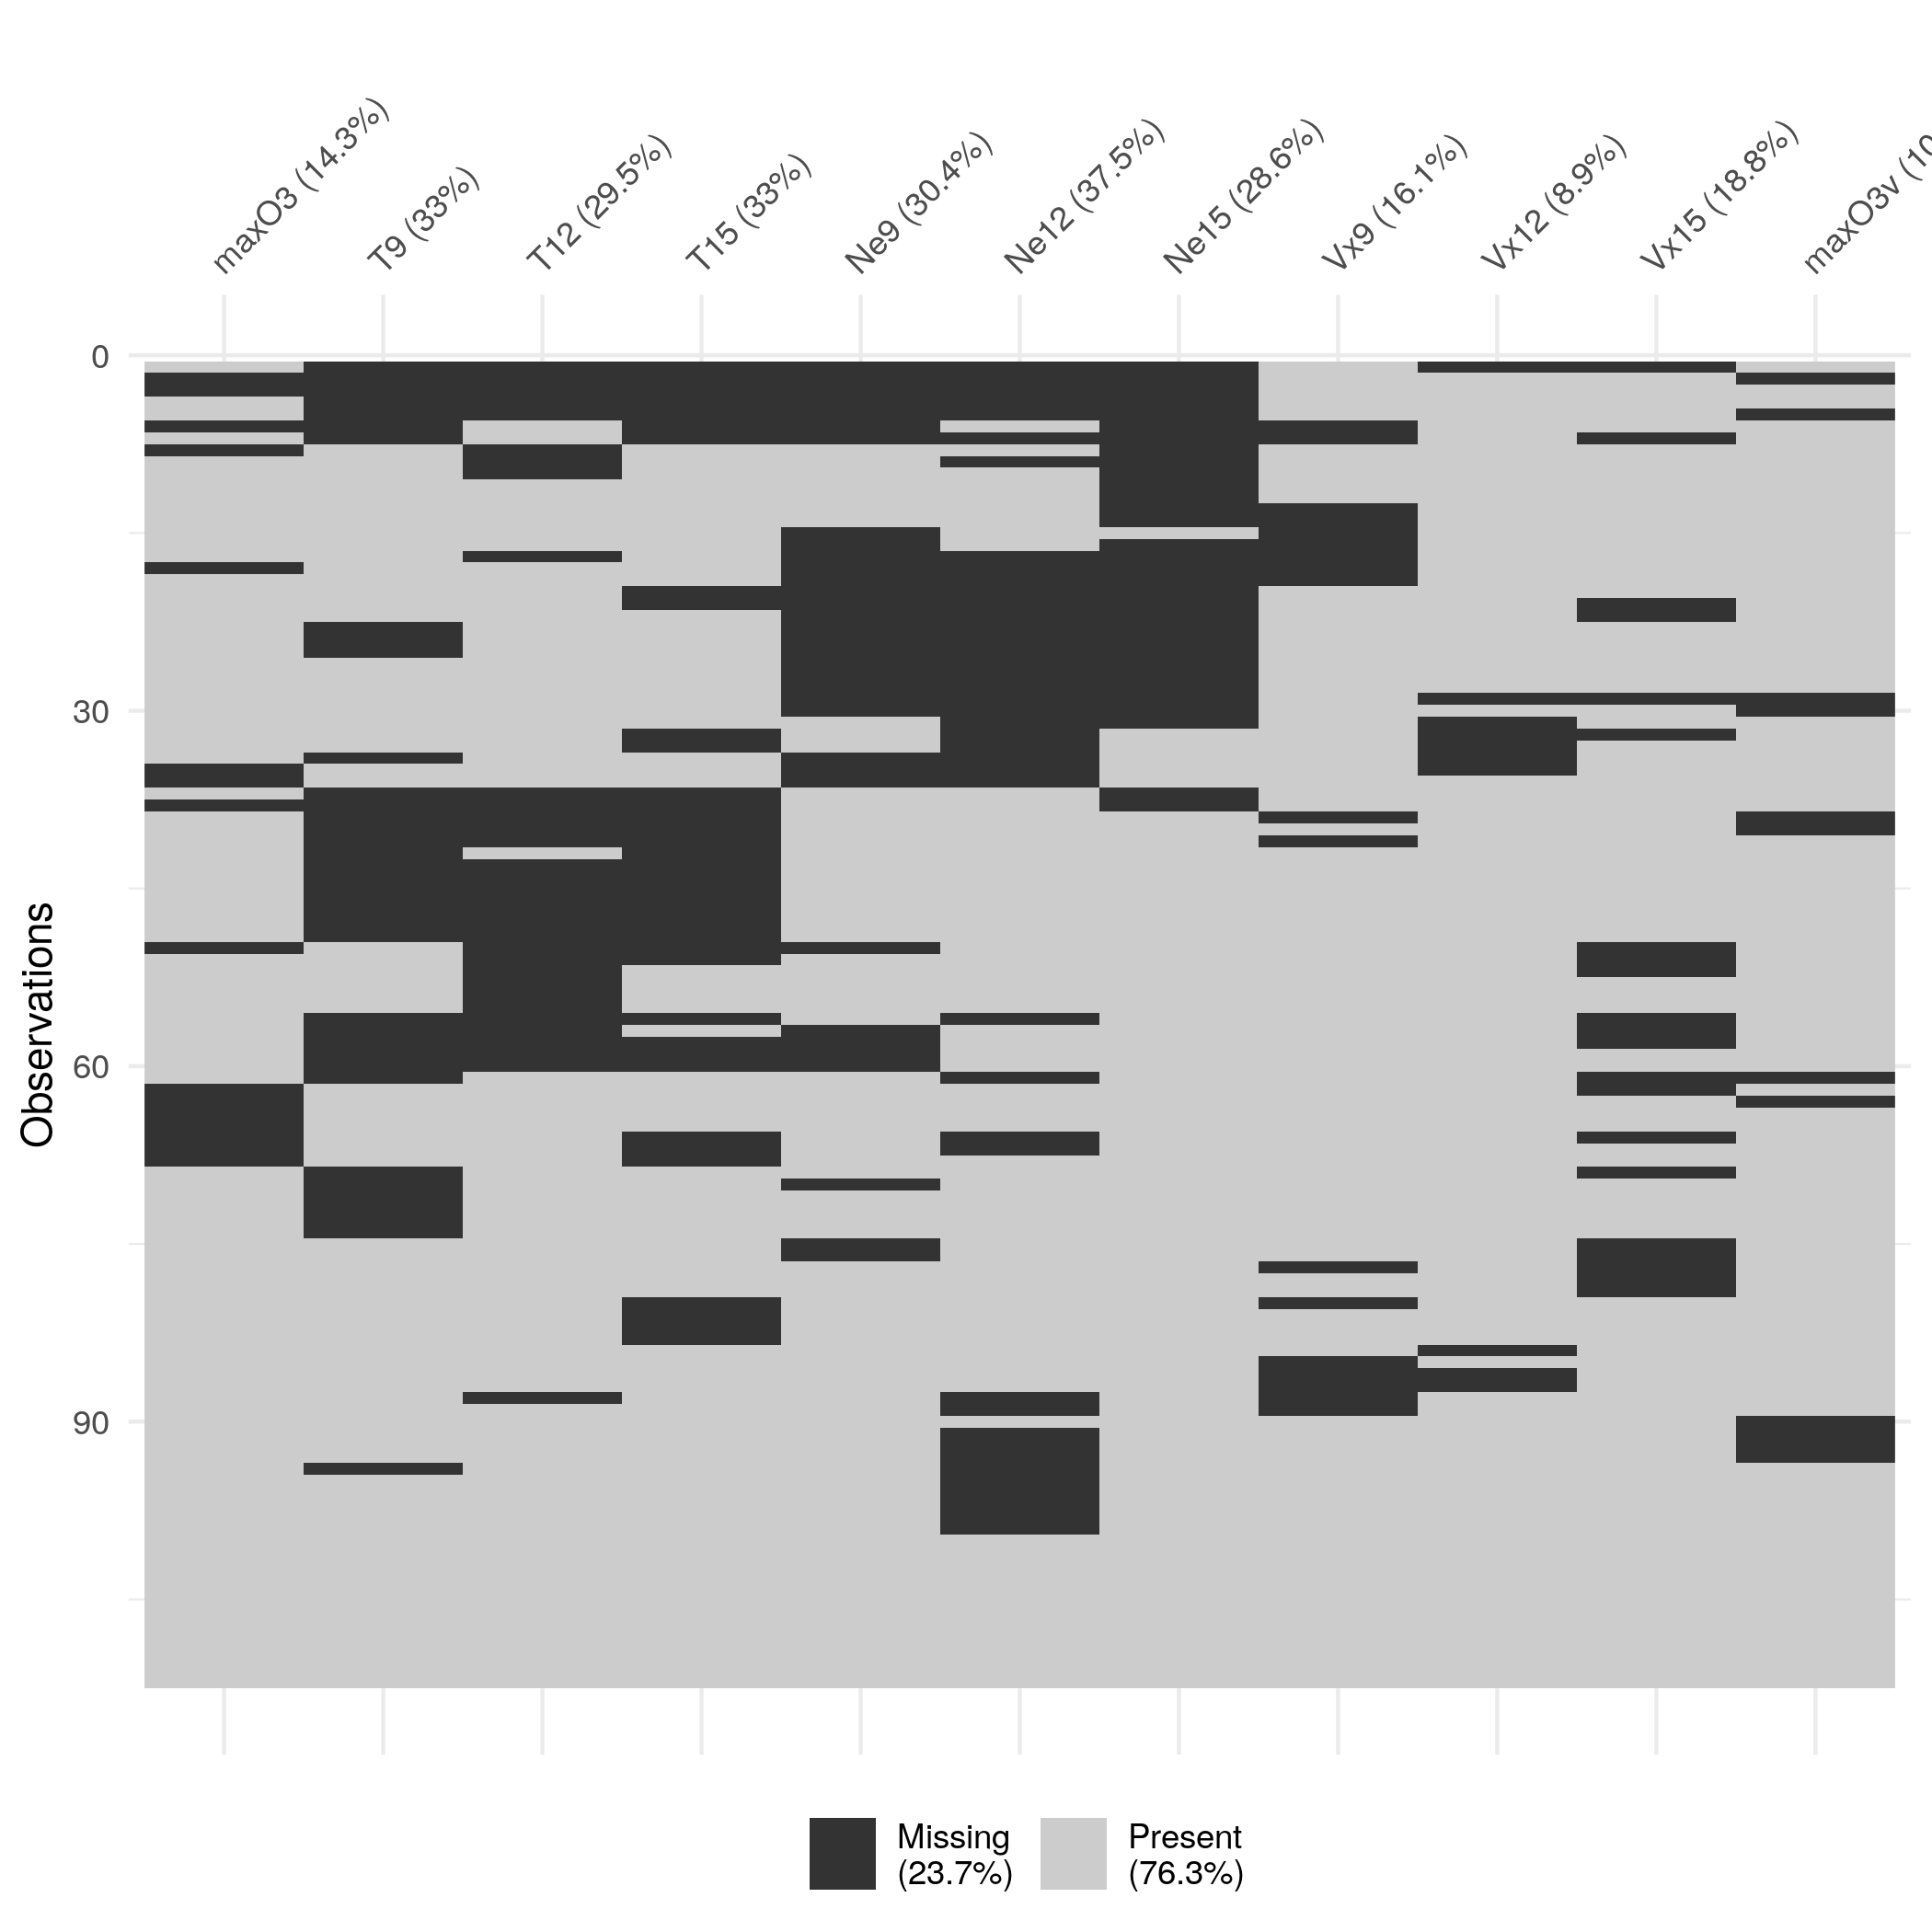 maxO3 (14.3%)
T9 (33%)
T12 (29.5%)
T15 (33%)
Ne9 (30.4%)
Ne12 (37.5%)
Ne15 (28.6%)
Vx9 (16.1%)
Vx12 (8.9%)
Vx15 (18.8%)
maxO3v (10
0
30
60
90
Observations
Missing
(23.7%)
Present
(76.3%)